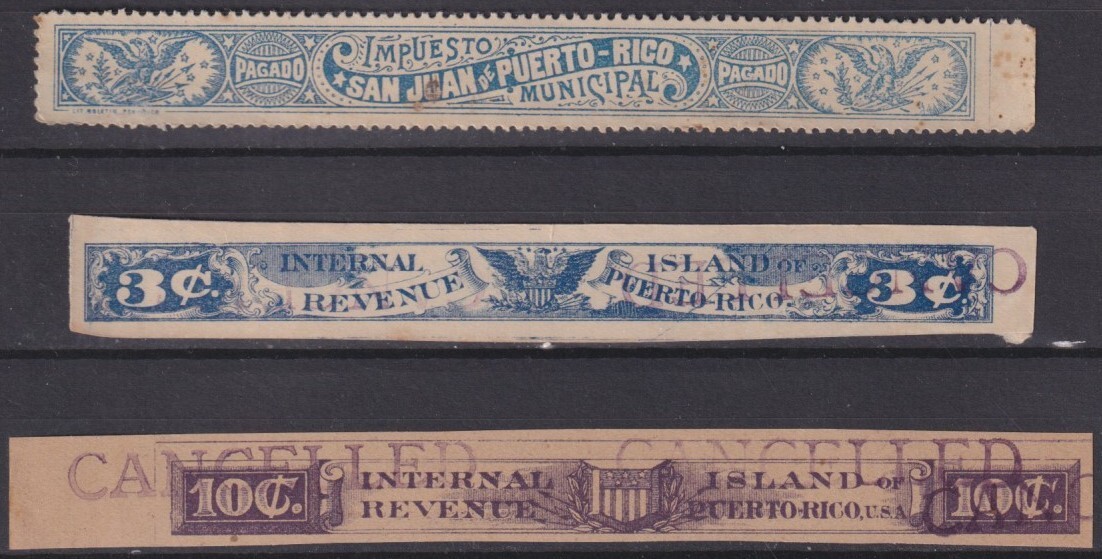 PAGADO
IMPUESTO
SAN JUAN DE PUERTO-RICO
MUNICIPAL
PAGADO
3¢.
INTERNAL
REVENUE
ISLAND OF
PUERTO-RICO.
3¢.
CANCELLED CANCELLED
10¢.
INTERNAL
REVENUE
ISLAND OF
PUERTO-RICO, U.S.A.
10¢.